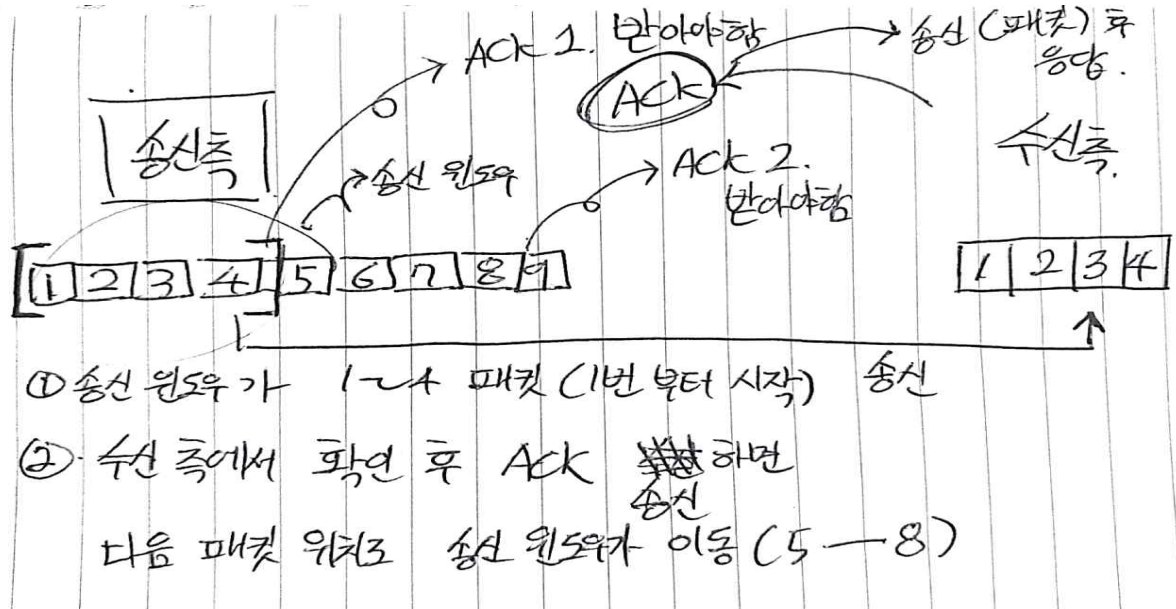 ACK 1. 받아야함
송신 (패킷) 후
응답.
ACK
송신측
수신측.
송신 윈도우
ACK 2.
받아야함
1 2 3 4 5 6 7 8 9
1 2 3 4
① 송신 윈도우가 1~4 패킷 (1번 부터 시작) 송신
② 수신 측에서 확인 후 ACK 하면
송신
다음 패킷 위치로 송신 윈도우가 이동 (5 — 8)